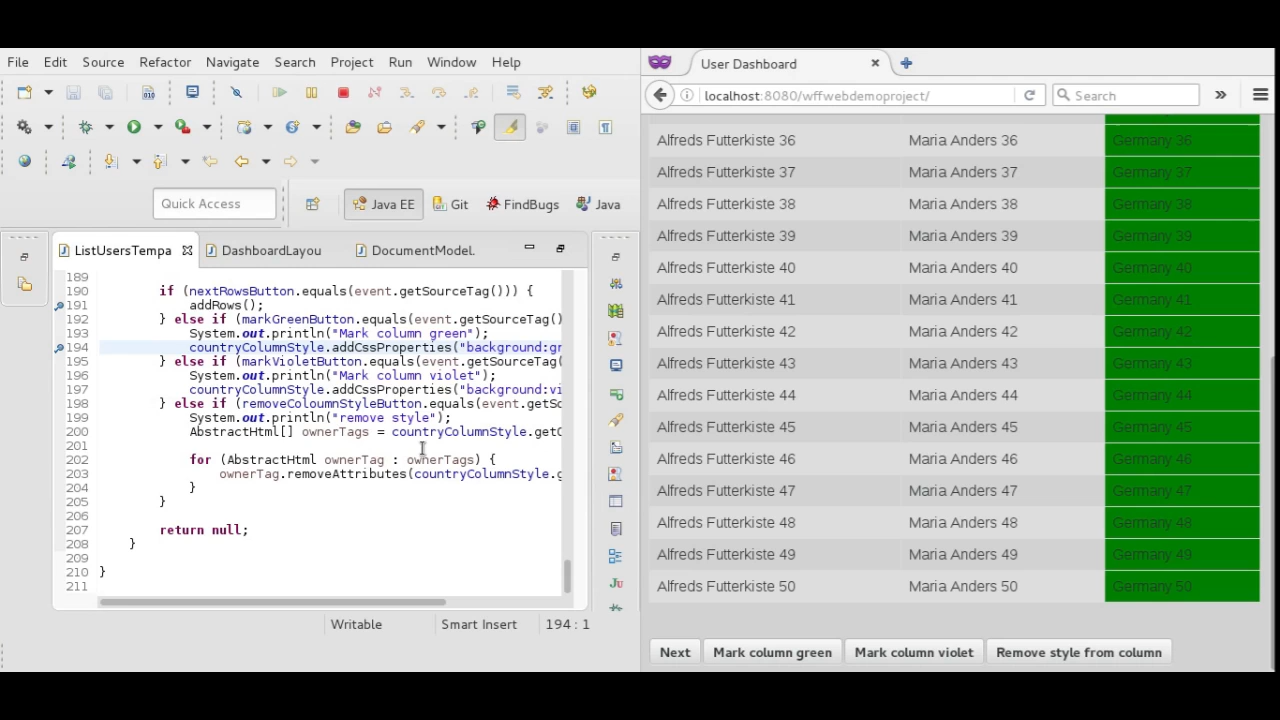 File Edit Source Refactor Navigate Search Project Run Window Help
Quick Access
Java EE Git FindBugs Java
ListUsersTempa DashboardLayou DocumentModel.
189
190 if (nextRowsButton.equals(event.getSourceTag())) {
191 addRows();
192 } else if (markGreenButton.equals(event.getSourceTag()
193 System.out.println("Mark column green");
194 countryColumnStyle.addCssProperties("background:gr
195 } else if (markVioletButton.equals(event.getSourceTag(
196 System.out.println("Mark column violet");
197 countryColumnStyle.addCssProperties("background:vi
198 } else if (removeColoumnStyleButton.equals(event.getSo
199 System.out.println("remove style");
200 AbstractHtml[] ownerTags = countryColumnStyle.getO
201
202 for (AbstractHtml ownerTag : ownerTags) {
203 ownerTag.removeAttributes(countryColumnStyle.g
204 }
205 }
206
207 return null;
208 }
209
210 }
211
Writable Smart Insert 194 : 1
User Dashboard
localhost:8080/wffwebdemoproject/ Search
Alfreds Futterkiste 36 Maria Anders 36 Germany 36
Alfreds Futterkiste 37 Maria Anders 37 Germany 37
Alfreds Futterkiste 38 Maria Anders 38 Germany 38
Alfreds Futterkiste 39 Maria Anders 39 Germany 39
Alfreds Futterkiste 40 Maria Anders 40 Germany 40
Alfreds Futterkiste 41 Maria Anders 41 Germany 41
Alfreds Futterkiste 42 Maria Anders 42 Germany 42
Alfreds Futterkiste 43 Maria Anders 43 Germany 43
Alfreds Futterkiste 44 Maria Anders 44 Germany 44
Alfreds Futterkiste 45 Maria Anders 45 Germany 45
Alfreds Futterkiste 46 Maria Anders 46 Germany 46
Alfreds Futterkiste 47 Maria Anders 47 Germany 47
Alfreds Futterkiste 48 Maria Anders 48 Germany 48
Alfreds Futterkiste 49 Maria Anders 49 Germany 49
Alfreds Futterkiste 50 Maria Anders 50 Germany 50
Next Mark column green Mark column violet Remove style from column